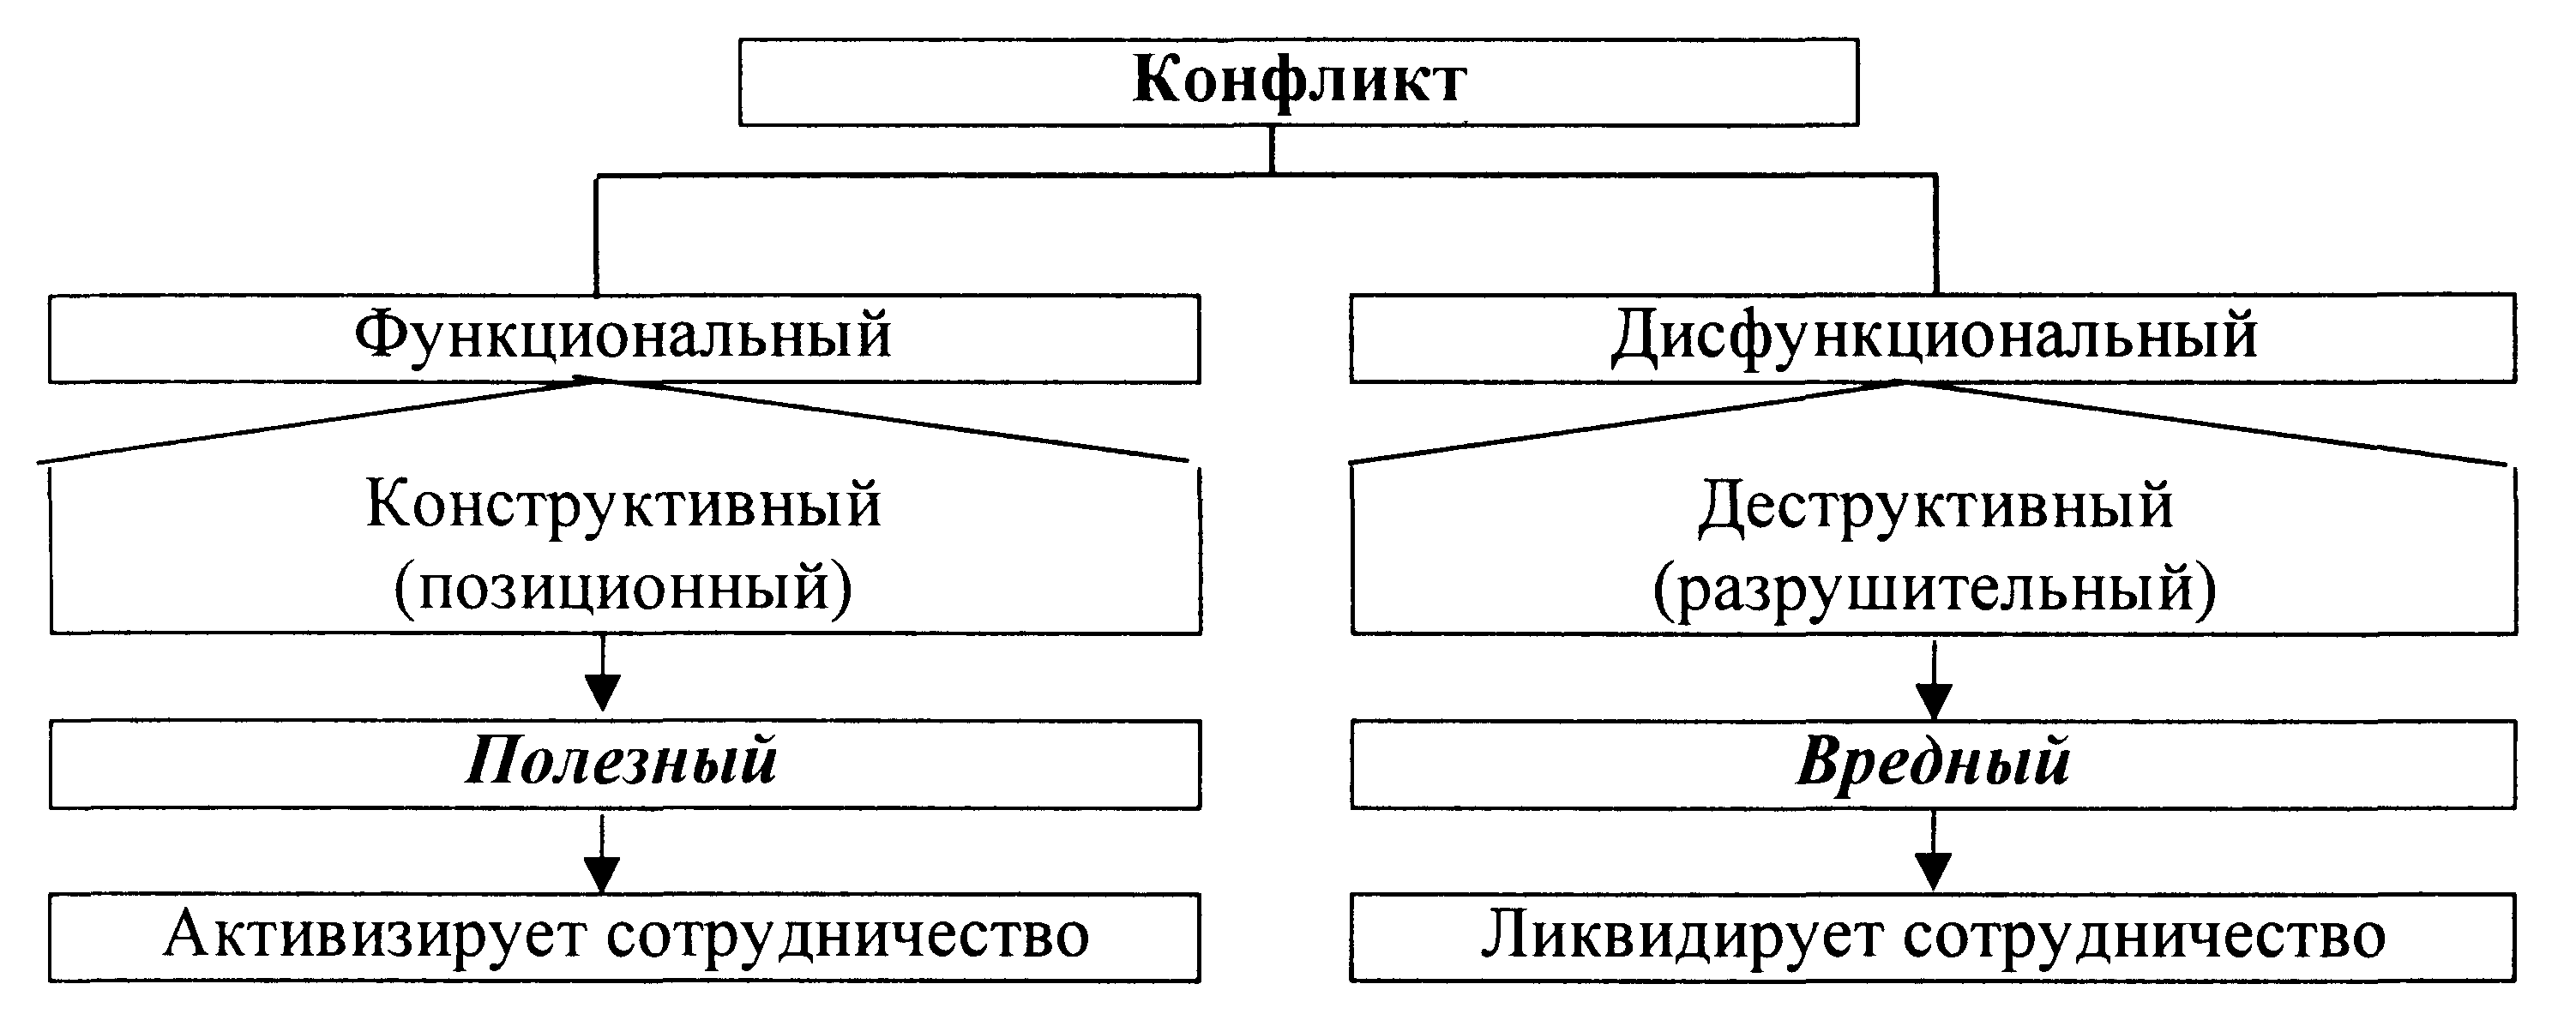 Конфликт
Функциональный
Дисфункциональный
Конструктивный
(позиционный)
Деструктивный
(разрушительный)
Полезный
Вредный
Активизирует сотрудничество
Ликвидирует сотрудничество